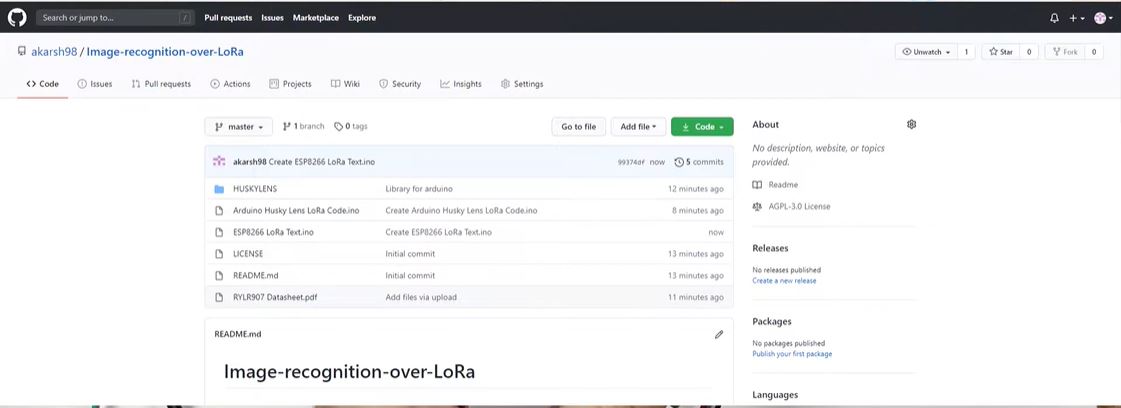 Search or jump to... /
Pull requests Issues Marketplace Explore
akarsh98 / Image-recognition-over-LoRa
Unwatch 1 Star 0 Fork 0
Code Issues Pull requests Actions Projects Wiki Security Insights Settings
master 1 branch 0 tags Go to file Add file Code
akarsh98 Create ESP8266 LoRa Text.ino 99374df now 5 commits
HUSKYLENS Library for arduino 12 minutes ago
Arduino Husky Lens LoRa Code.ino Create Arduino Husky Lens LoRa Code.ino 8 minutes ago
ESP8266 LoRa Text.ino Create ESP8266 LoRa Text.ino now
LICENSE Initial commit 13 minutes ago
README.md Initial commit 13 minutes ago
RYLR907 Datasheet.pdf Add files via upload 11 minutes ago
README.md
Image-recognition-over-LoRa
About
No description, website, or topics
provided.
Readme
AGPL-3.0 License
Releases
No releases published
Create a new release
Packages
No packages published
Publish your first package
Languages